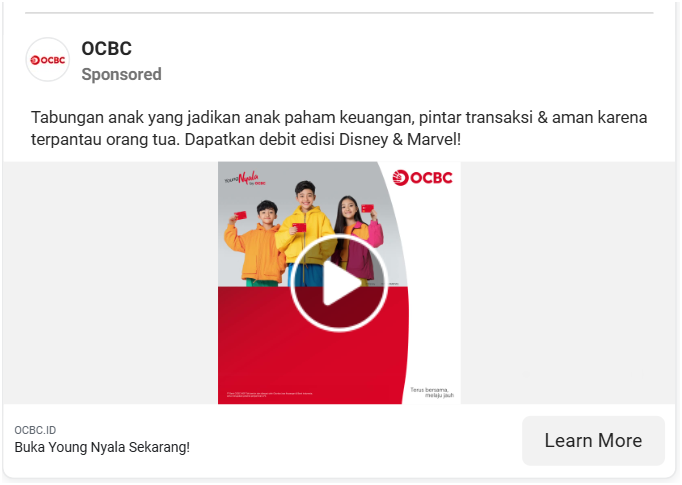 OCBC
OCBC
Sponsored
Tabungan anak yang jadikan anak paham keuangan, pintar transaksi & aman karena
terpantau orang tua. Dapatkan debit edisi Disney & Marvel!
Young Nyala
by OCBC
OCBC
Terus bersama,
melaju jauh
OCBC.ID
Buka Young Nyala Sekarang!
Learn More